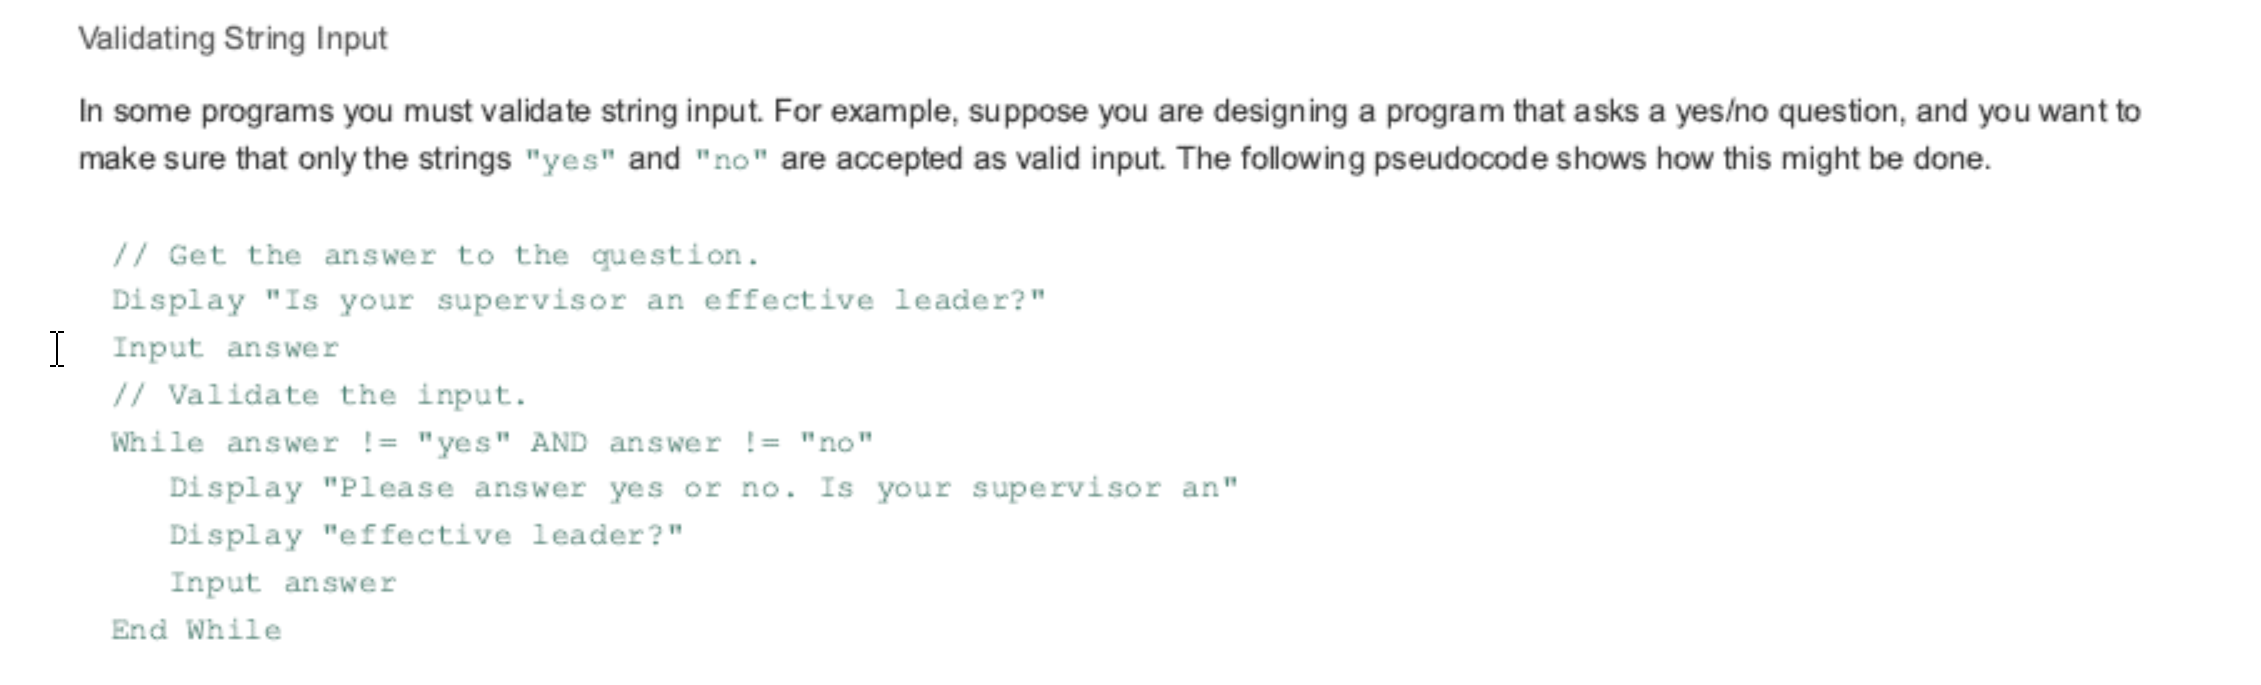 Validating String Input
In some programs you must validate string input. For example, suppose you are designing a program that asks a yes/no question, and you want to
make sure that only the strings "yes" and "no" are accepted as valid input. The following pseudocode shows how this might be done.
// Get the answer to the question.
Display "Is your supervisor an effective leader?"
Input answer
// Validate the input.
While answer != "yes" AND answer != "no"
    Display "Please answer yes or no. Is your supervisor an"
    Display "effective leader?"
    Input answer
End While